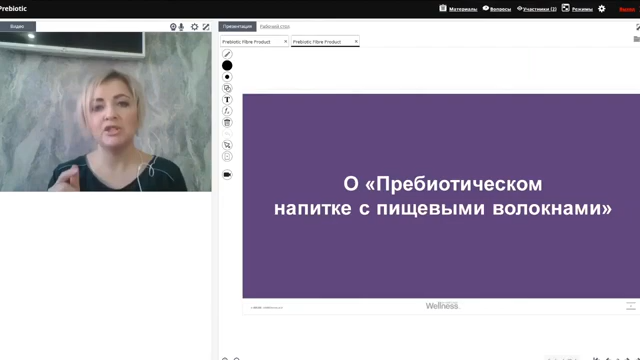 Prebiotic
Материалы
Вопросы
Участники (2)
Режимы
Видео
Презентация
Рабочий стол
Prebiotic Fibre Product ×
Prebiotic Fibre Product ×
T
О «Пребиотическом
напитке с пищевыми волокнами»
Wellness